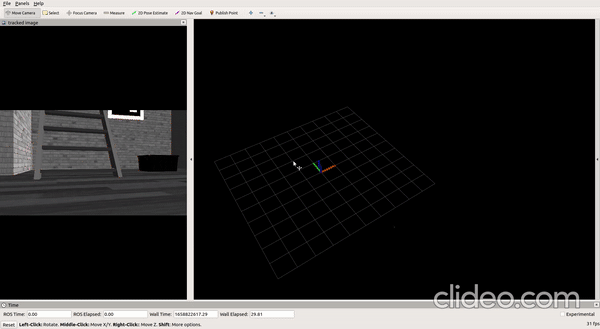 File Panels Help
Move Camera Select Focus Camera Measure 2D Pose Estimate 2D Nav Goal Publish Point
tracked image
clideo.com
Time
ROS Time: 0.00 ROS Elapsed: 0.00 Wall Time: 1658822617.29 Wall Elapsed: 29.81 Experimental
Reset Left-Click: Rotate. Middle-Click: Move X/Y. Right-Click: Move Z. Shift: More options. 31 fps